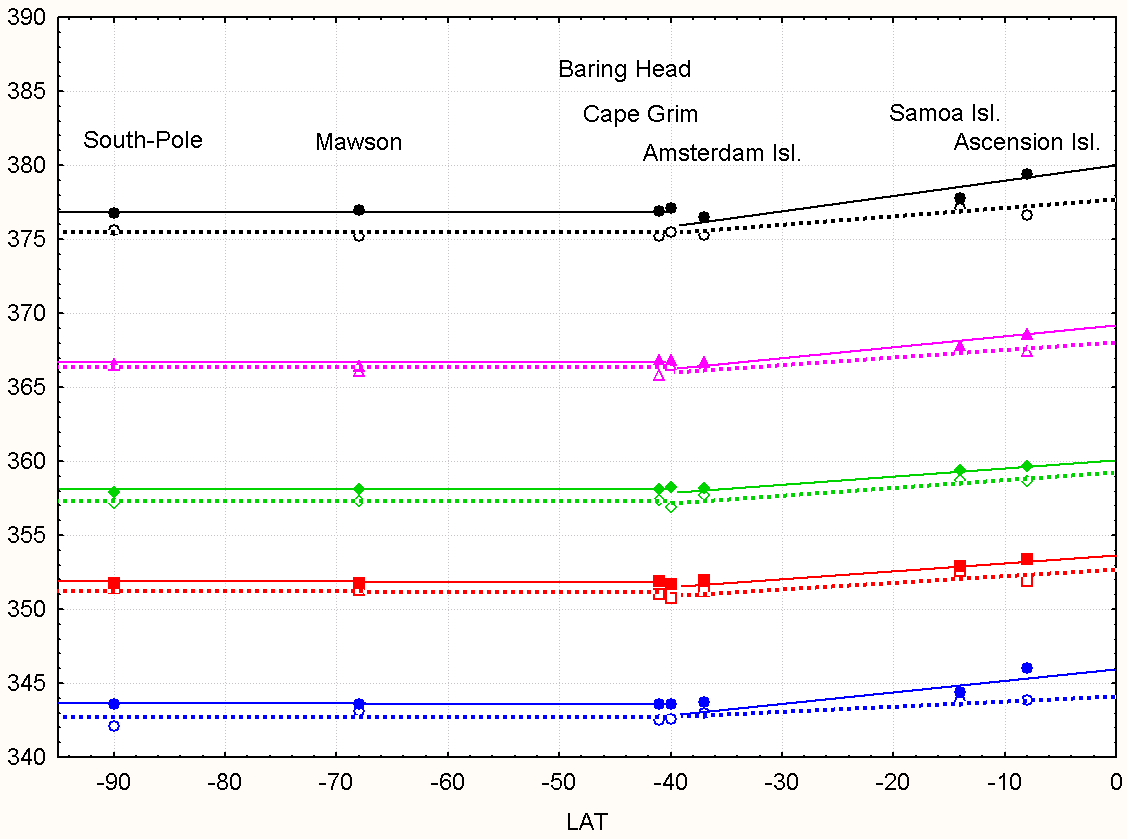 390
385
380
375
370
365
360
355
350
345
340
Baring Head
Cape Grim
Samoa Isl.
South-Pole
Mawson
Amsterdam Isl.
Ascension Isl.
-90 -80 -70 -60 -50 -40 -30 -20 -10 0
LAT